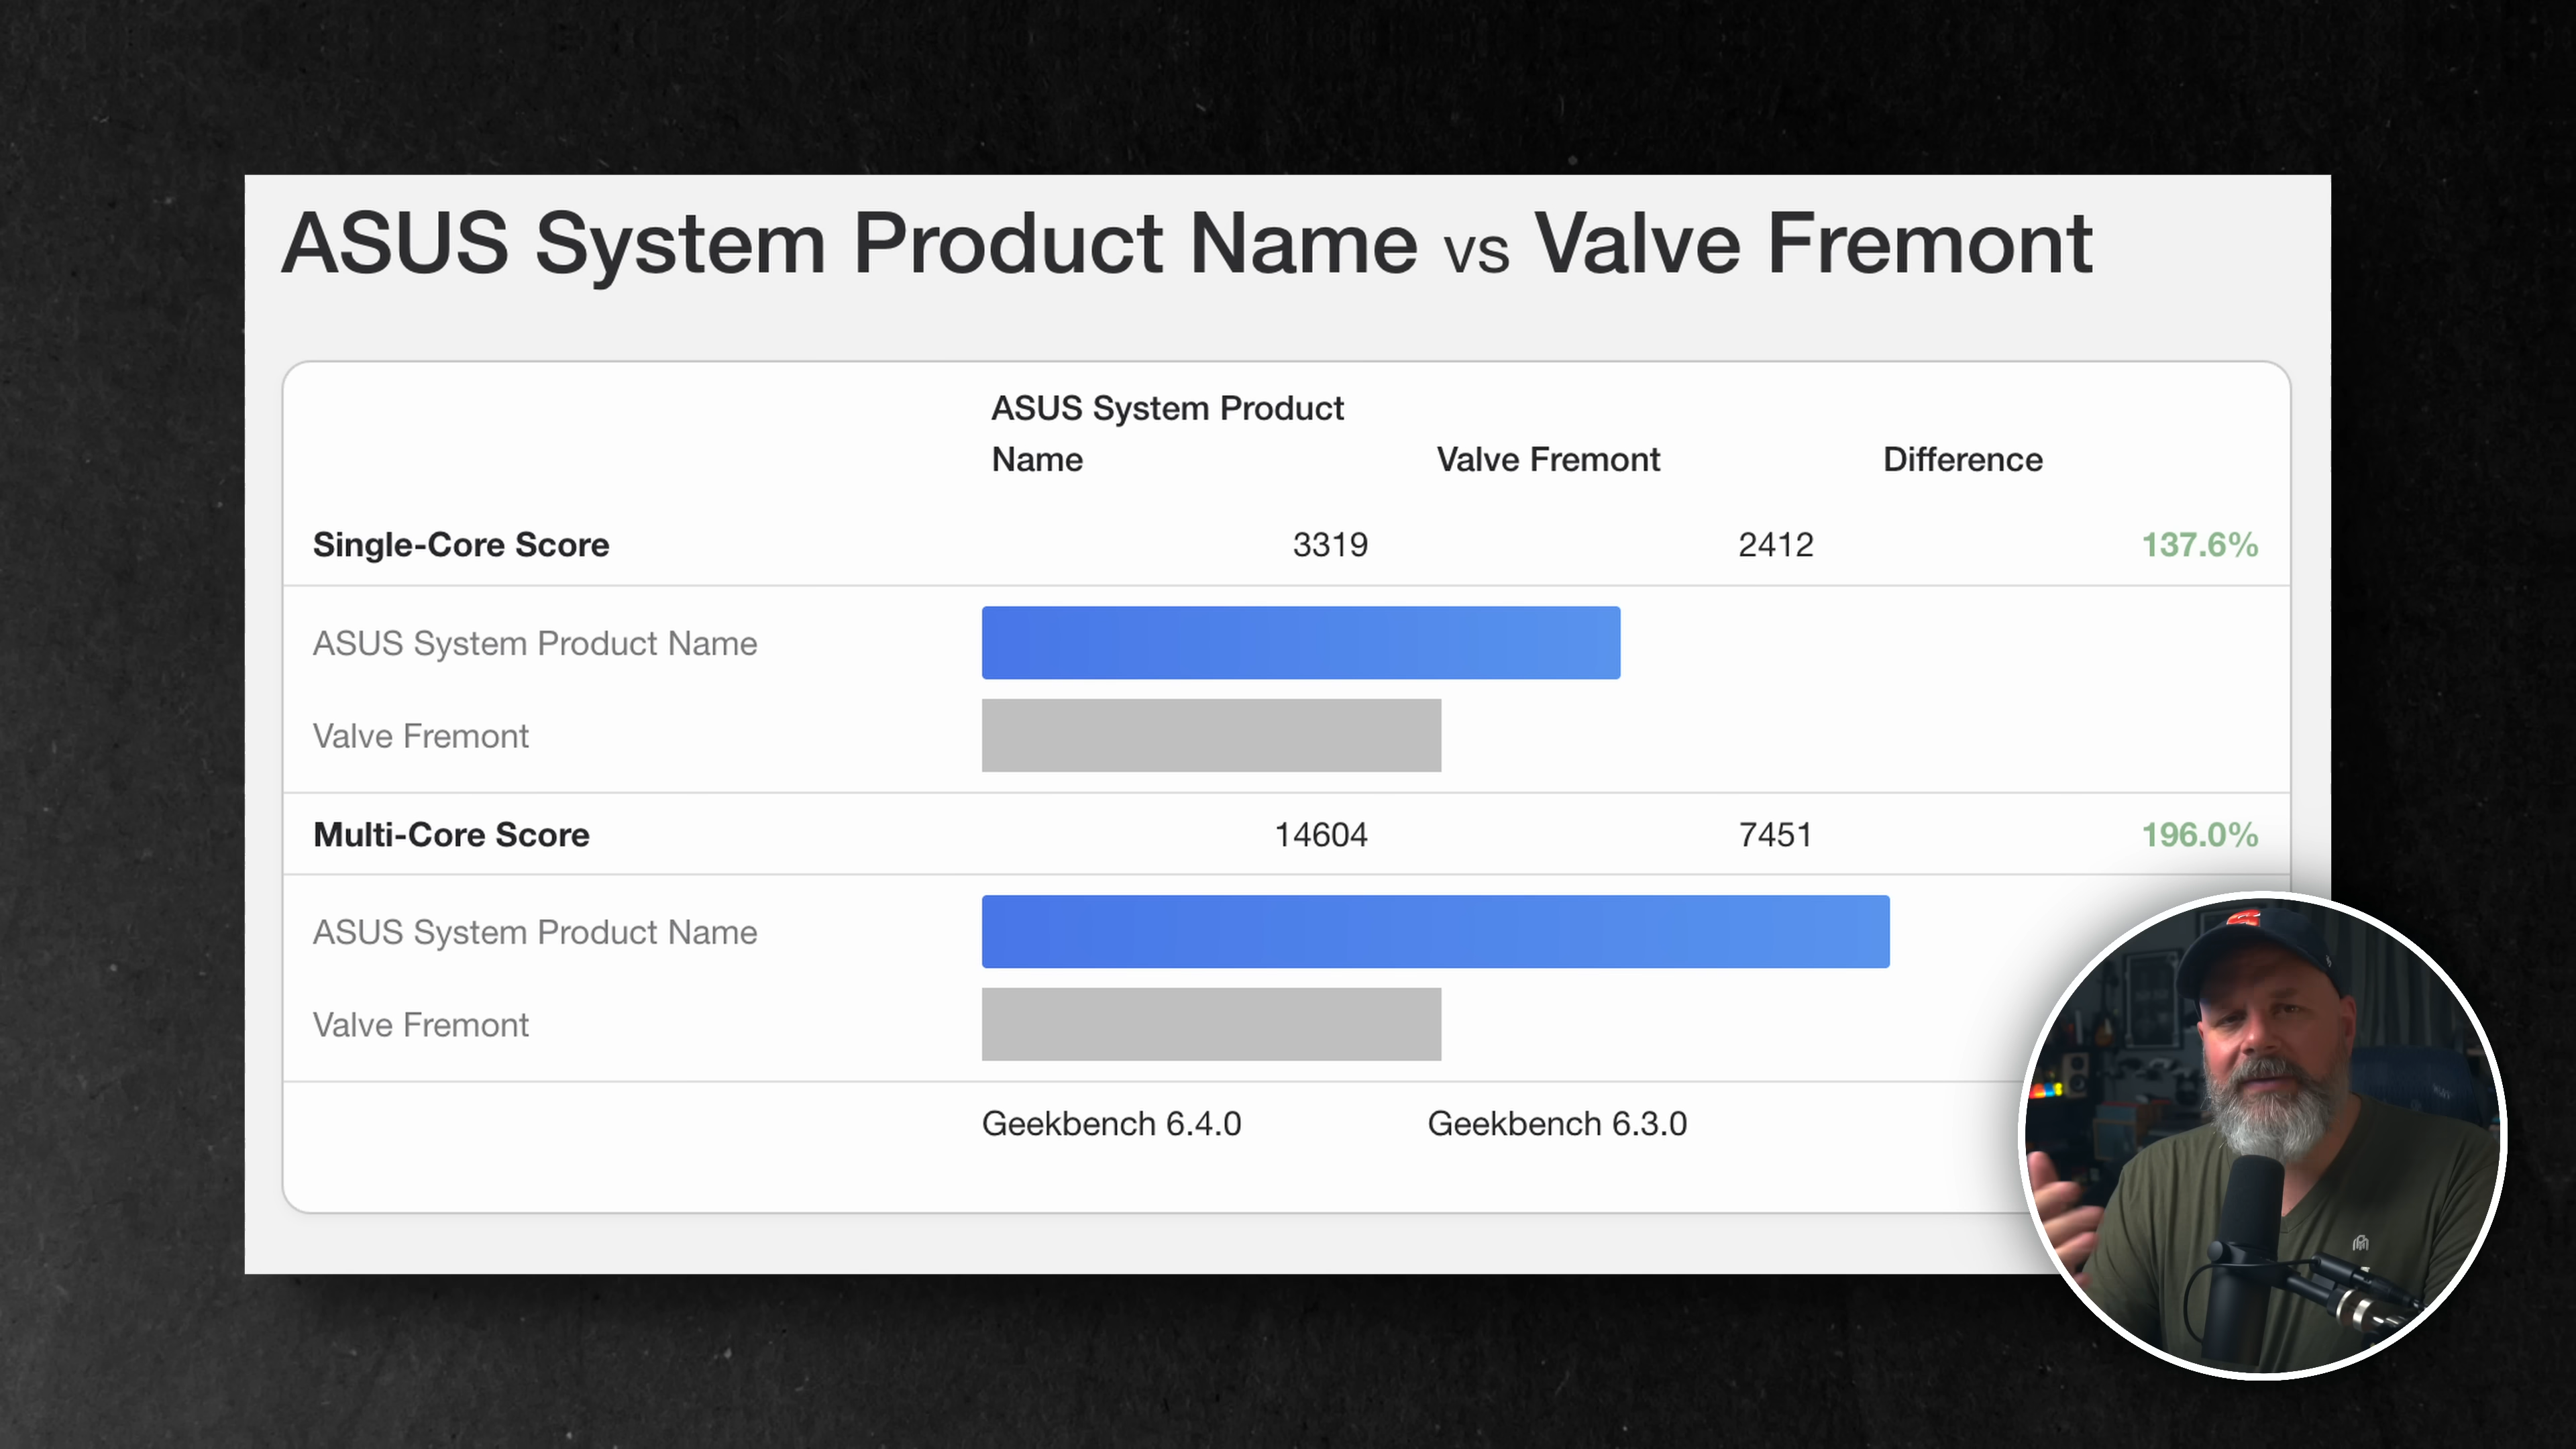 ASUS System Product Name vs Valve Fremont
ASUS System Product
Name
Valve Fremont
Difference
Single-Core Score 3319 2412 137.6%
ASUS System Product Name
Valve Fremont
Multi-Core Score 14604 7451 196.0%
ASUS System Product Name
Valve Fremont
Geekbench 6.4.0 Geekbench 6.3.0